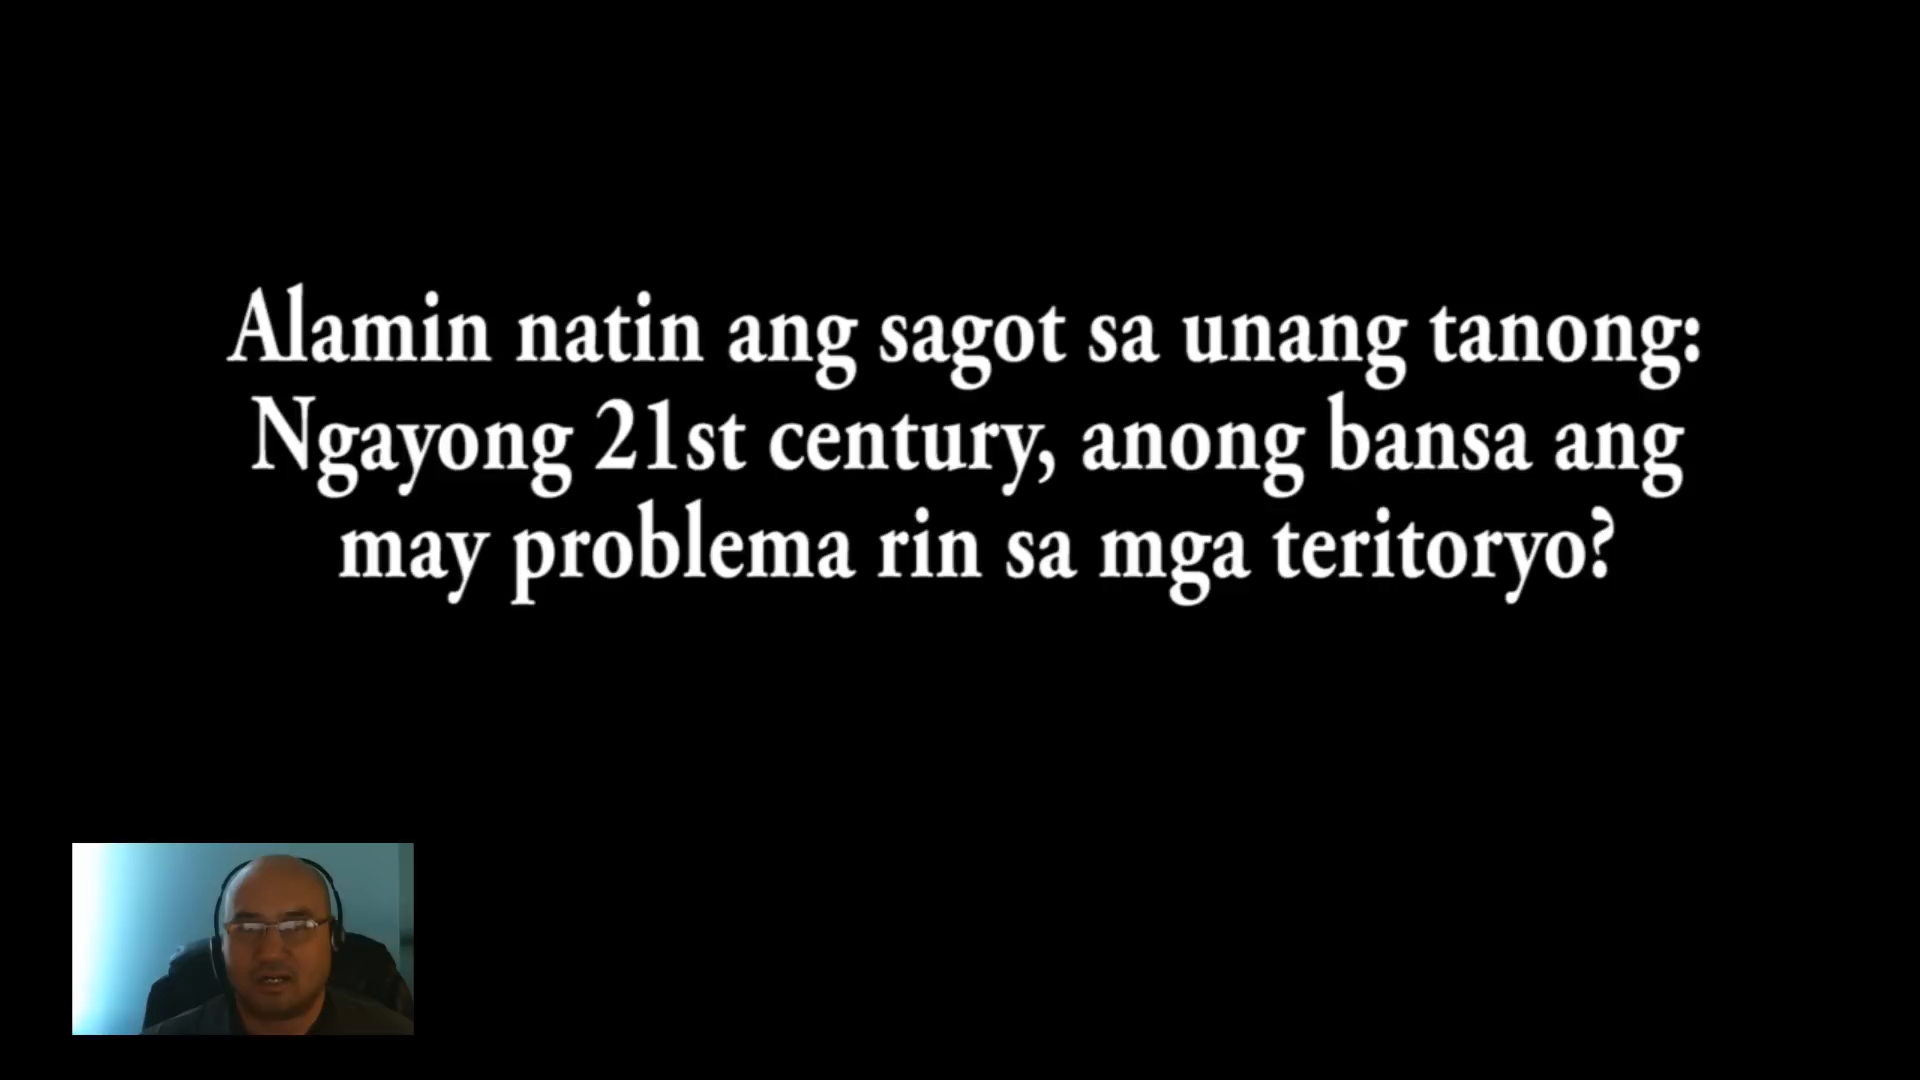 Alamin natin ang sagot sa unang tanong:
Ngayong 21st century, anong bansa ang
may problema rin sa mga teritoryo?